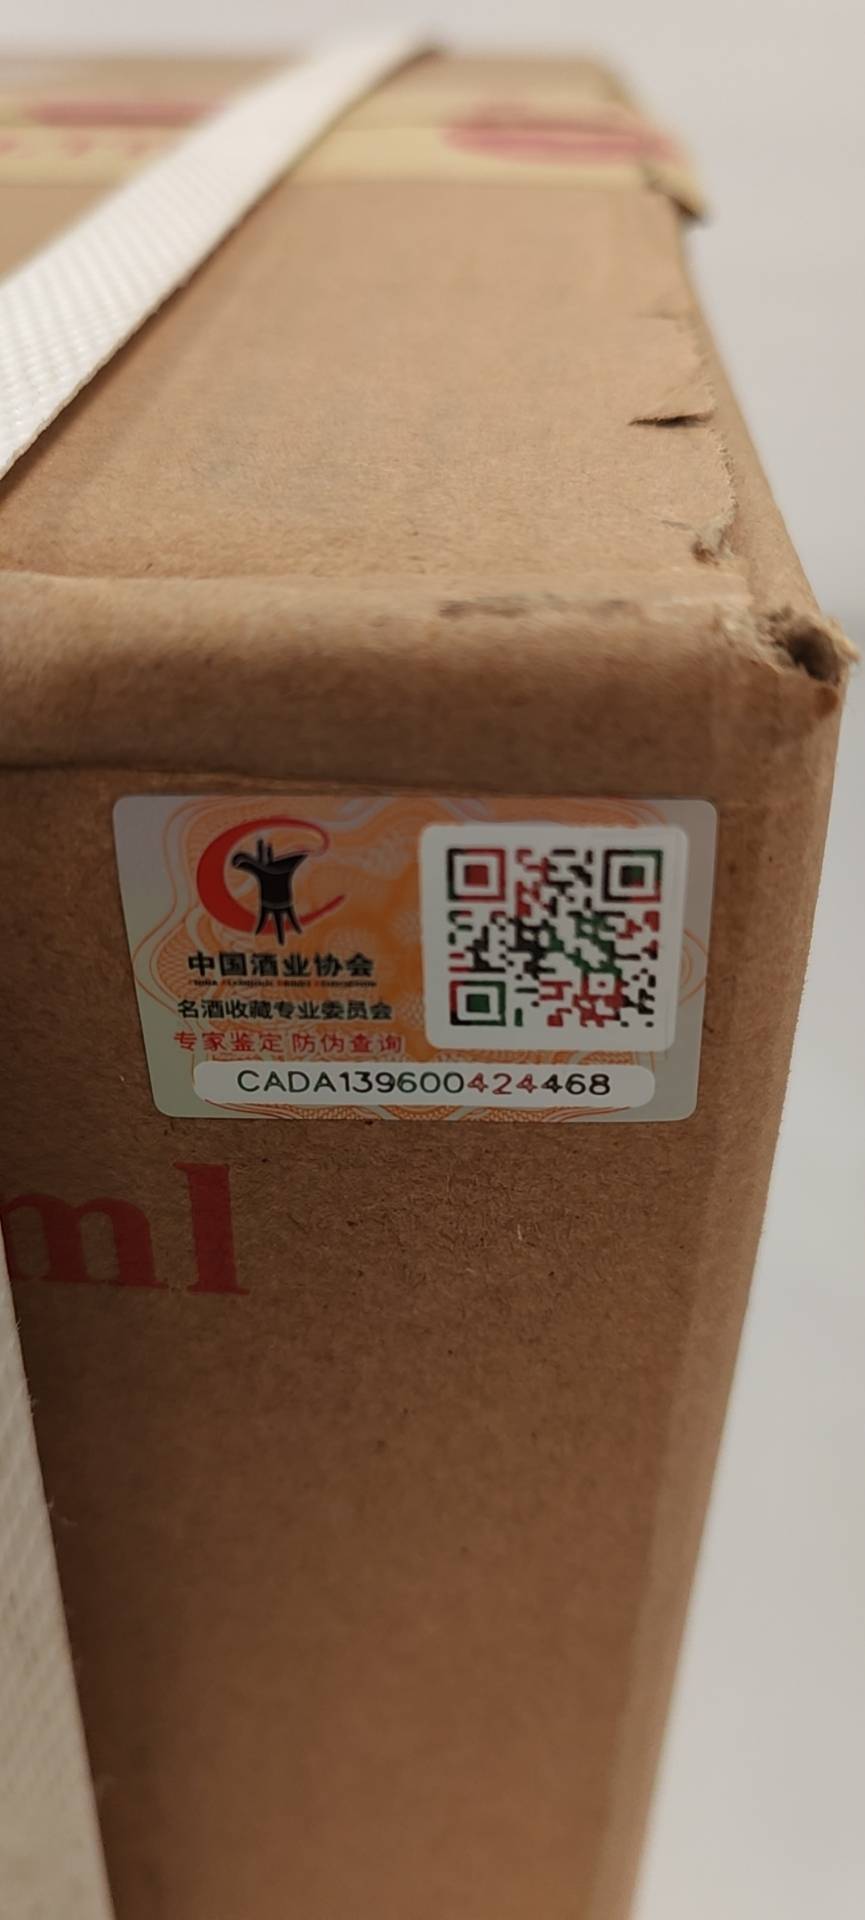 中国酒业协会
名酒收藏专业委员会
专家鉴定 防伪查询
CADA139600424468
ml